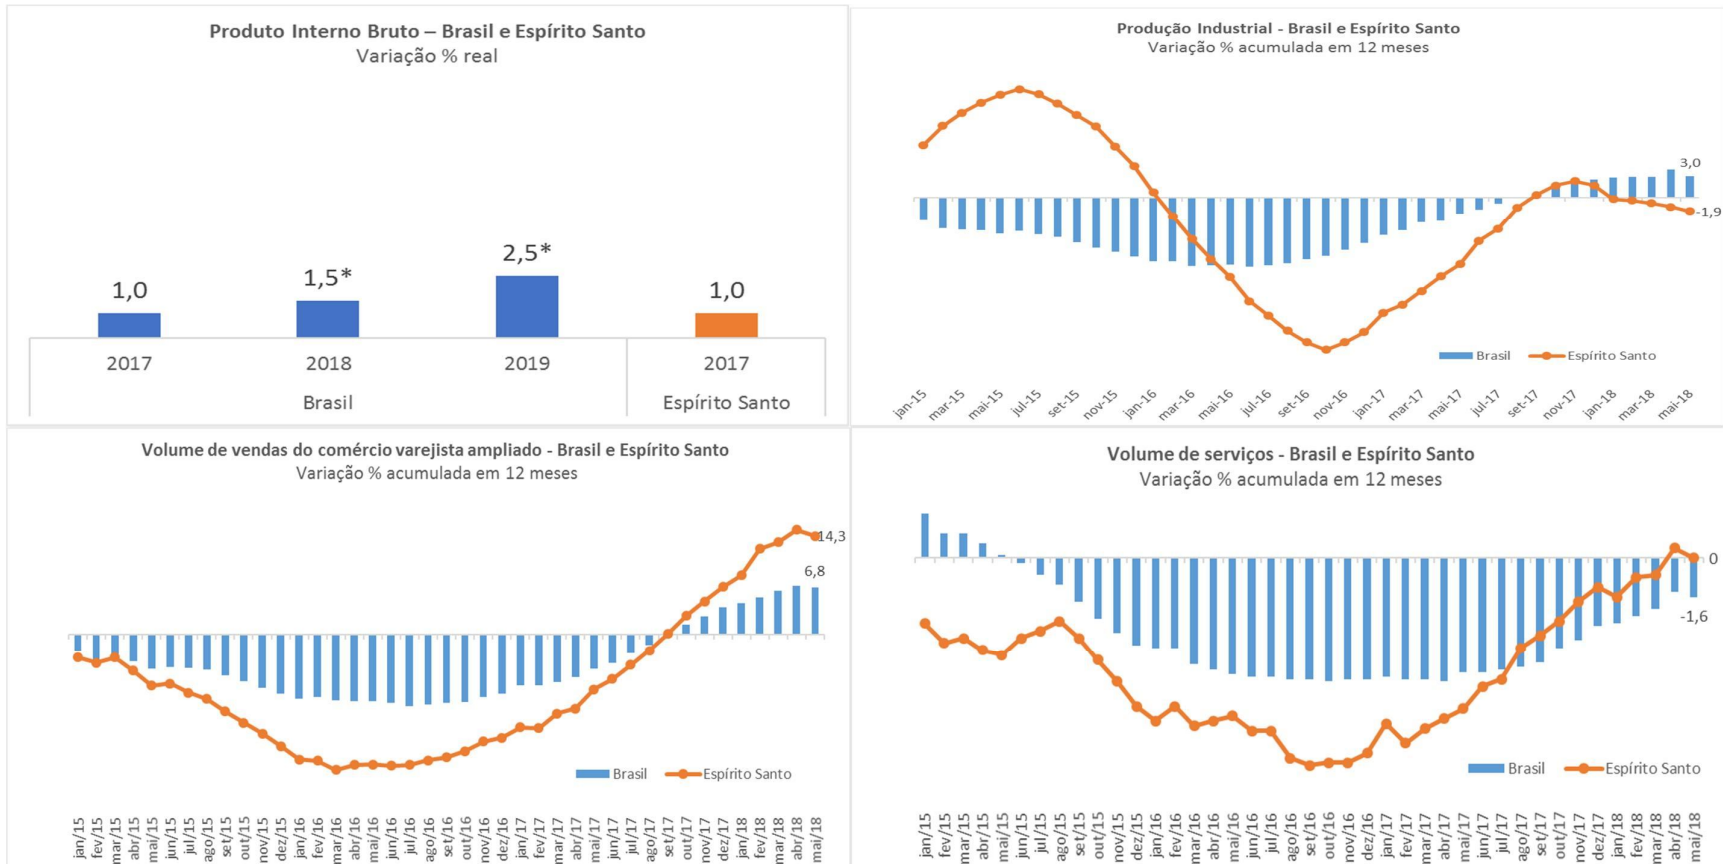 Produto Interno Bruto – Brasil e Espírito Santo
Variação % real
1,0
1,5*
2,5*
1,0
2017
2018
2019
2017
Brasil
Espírito Santo
Produção Industrial - Brasil e Espírito Santo
Variação % acumulada em 12 meses
3,0
-1,9
Brasil
Espírito Santo
jan-15
mar-15
mai-15
jul-15
set-15
nov-15
jan-16
mar-16
mai-16
jul-16
set-16
nov-16
jan-17
mar-17
mai-17
jul-17
set-17
nov-17
jan-18
mar-18
mai-18
Volume de vendas do comércio varejista ampliado - Brasil e Espírito Santo
Variação % acumulada em 12 meses
14,3
6,8
Brasil
Espírito Santo
jan/15
fev/15
mar/15
abr/15
mai/15
jun/15
jul/15
ago/15
set/15
out/15
nov/15
dez/15
jan/16
fev/16
mar/16
abr/16
mai/16
jun/16
jul/16
ago/16
set/16
out/16
nov/16
dez/16
jan/17
fev/17
mar/17
abr/17
mai/17
jun/17
jul/17
ago/17
set/17
out/17
nov/17
dez/17
jan/18
fev/18
mar/18
abr/18
mai/18
Volume de serviços - Brasil e Espírito Santo
Variação % acumulada em 12 meses
0
-1,6
Brasil
Espírito Santo
jan/15
fev/15
mar/15
abr/15
mai/15
jun/15
jul/15
ago/15
set/15
out/15
nov/15
dez/15
jan/16
fev/16
mar/16
abr/16
mai/16
jun/16
jul/16
ago/16
set/16
out/16
nov/16
dez/16
jan/17
fev/17
mar/17
abr/17
mai/17
jun/17
jul/17
ago/17
set/17
out/17
nov/17
dez/17
jan/18
fev/18
mar/18
abr/18
mai/18